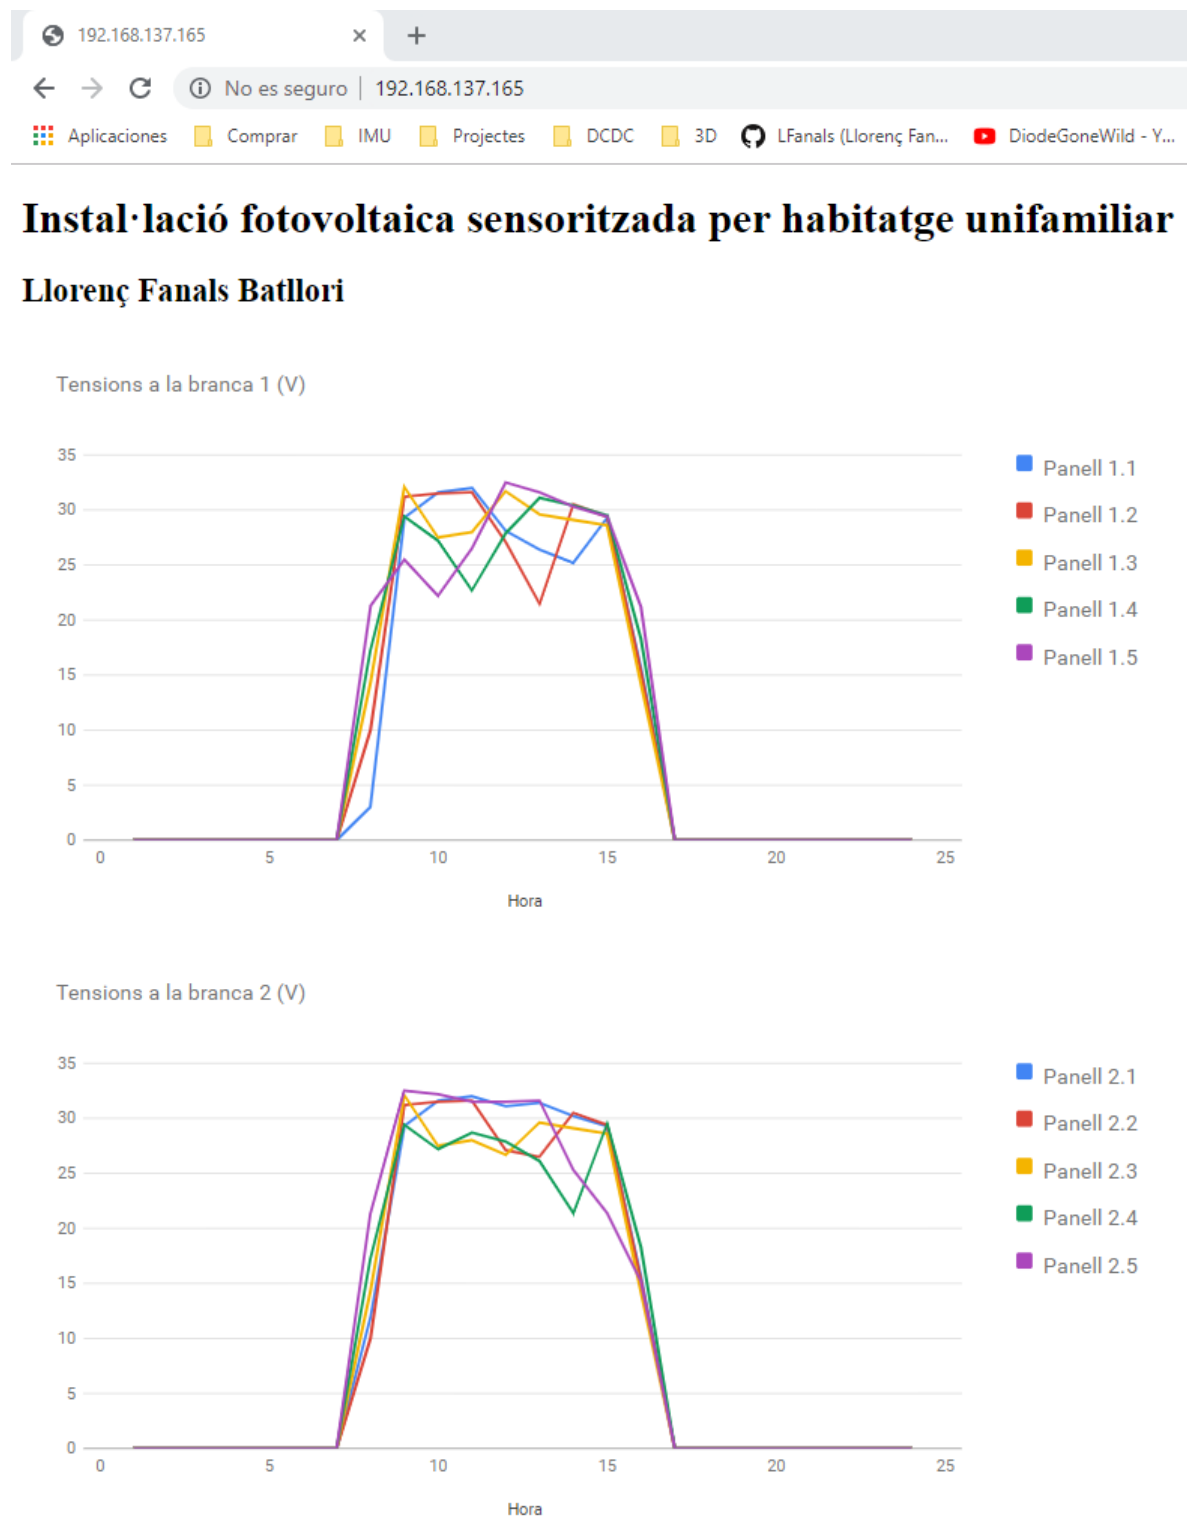 192.168.137.165
No es seguro | 192.168.137.165
Aplicaciones Comprar IMU Projectes DCDC 3D LFanals (Llorenç Fan... DiodeGoneWild - Y...
Instal·lació fotovoltaica sensoritzada per habitatge unifamiliar
Llorenç Fanals Batllori
Tensions a la branca 1 (V)
35
30
25
20
15
10
5
0
0 5 10 15 20 25
Hora
Panell 1.1
Panell 1.2
Panell 1.3
Panell 1.4
Panell 1.5
Tensions a la branca 2 (V)
35
30
25
20
15
10
5
0
0 5 10 15 20 25
Hora
Panell 2.1
Panell 2.2
Panell 2.3
Panell 2.4
Panell 2.5